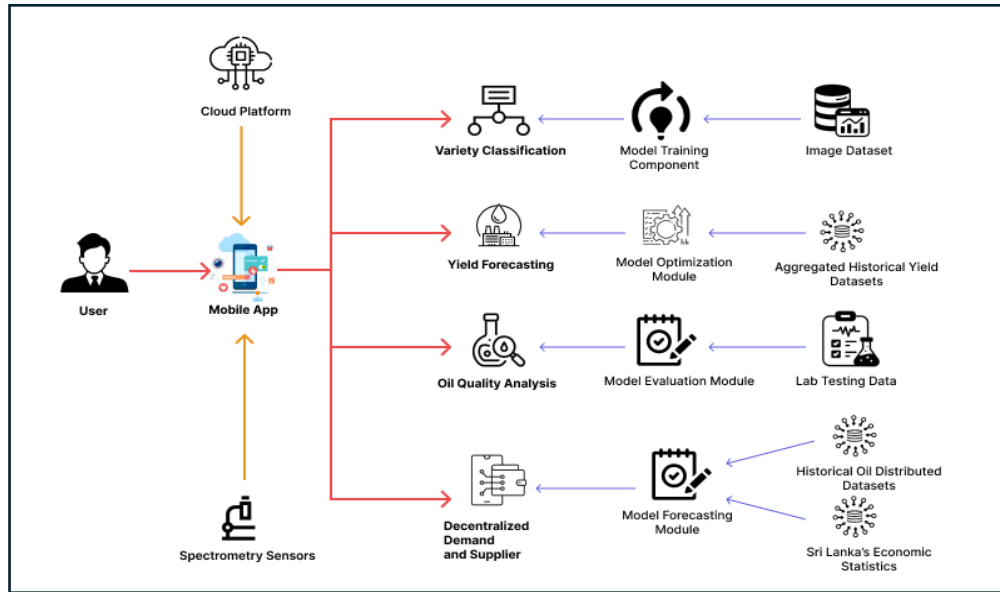 Cloud Platform
Variety Classification
Model Training
Component
Image Dataset
User
Mobile App
Yield Forecasting
Model Optimization
Module
Aggregated Historical Yield
Datasets
Oil Quality Analysis
Model Evaluation Module
Lab Testing Data
Spectrometry Sensors
Decentralized
Demand
and Supplier
Model Forecasting
Module
Historical Oil Distributed
Datasets
Sri Lanka's Economic
Statistics